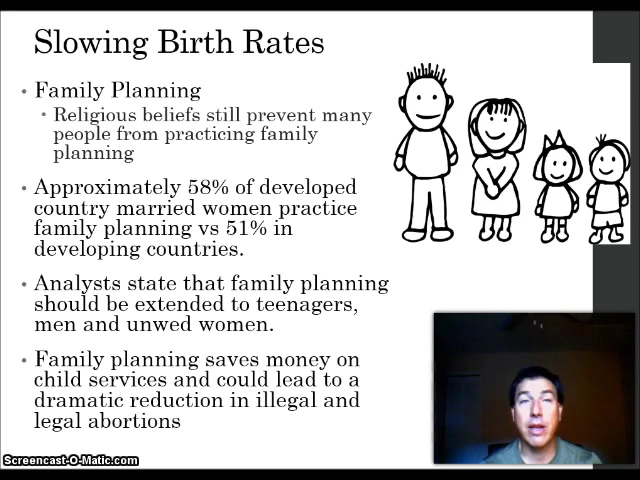 Slowing Birth Rates
• Family Planning
• Religious beliefs still prevent many
people from practicing family
planning
• Approximately 58% of developed
country married women practice
family planning vs 51% in
developing countries.
• Analysts state that family planning
should be extended to teenagers,
men and unwed women.
• Family planning saves money on
child services and could lead to a
dramatic reduction in illegal and
legal abortions
Screencast-O-Matic.com